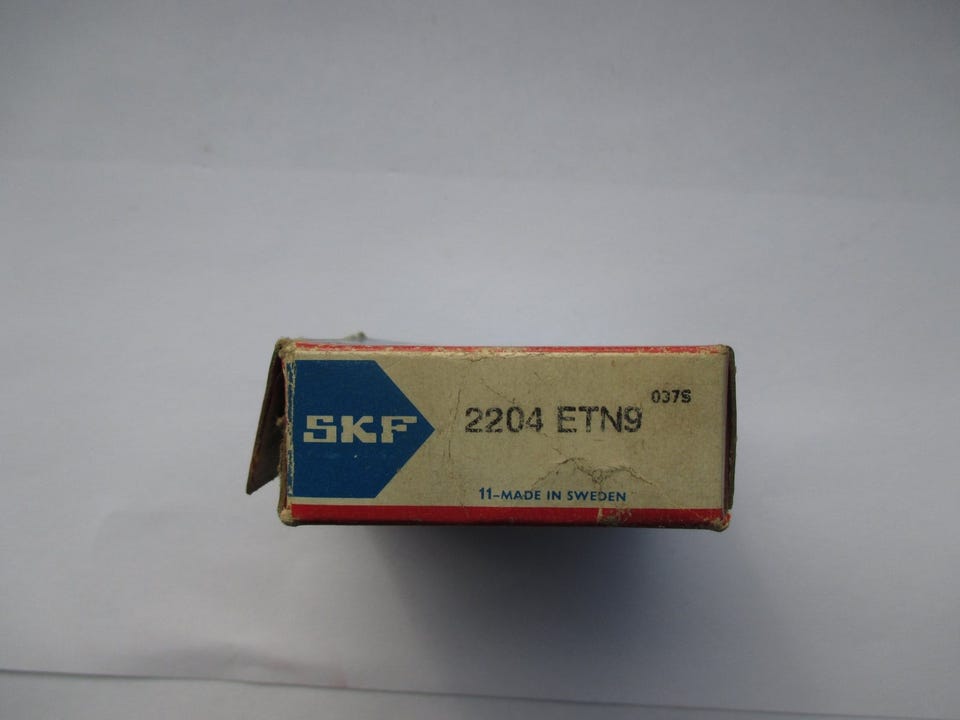 SKF
037S
2204 ETN9
11-MADE IN SWEDEN